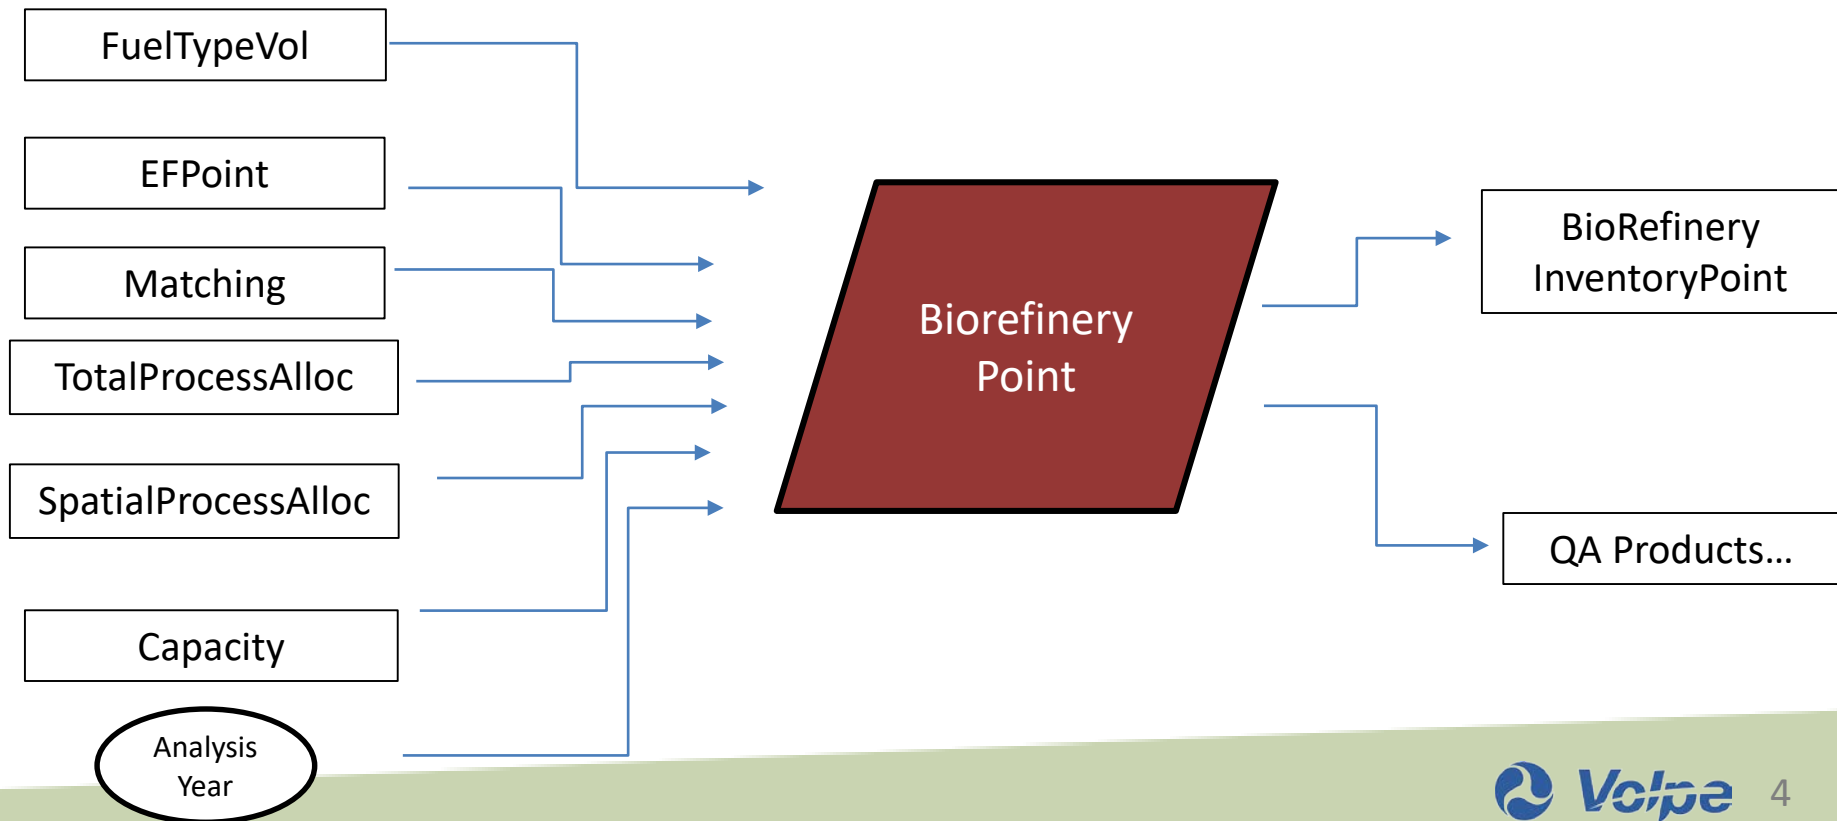 FuelTypeVol
EFPoint
Matching
TotalProcessAlloc
SpatialProcessAlloc
Capacity
Analysis
Year
Biorefinery
Point
BioRefinery
InventoryPoint
QA Products...
Volpe
4